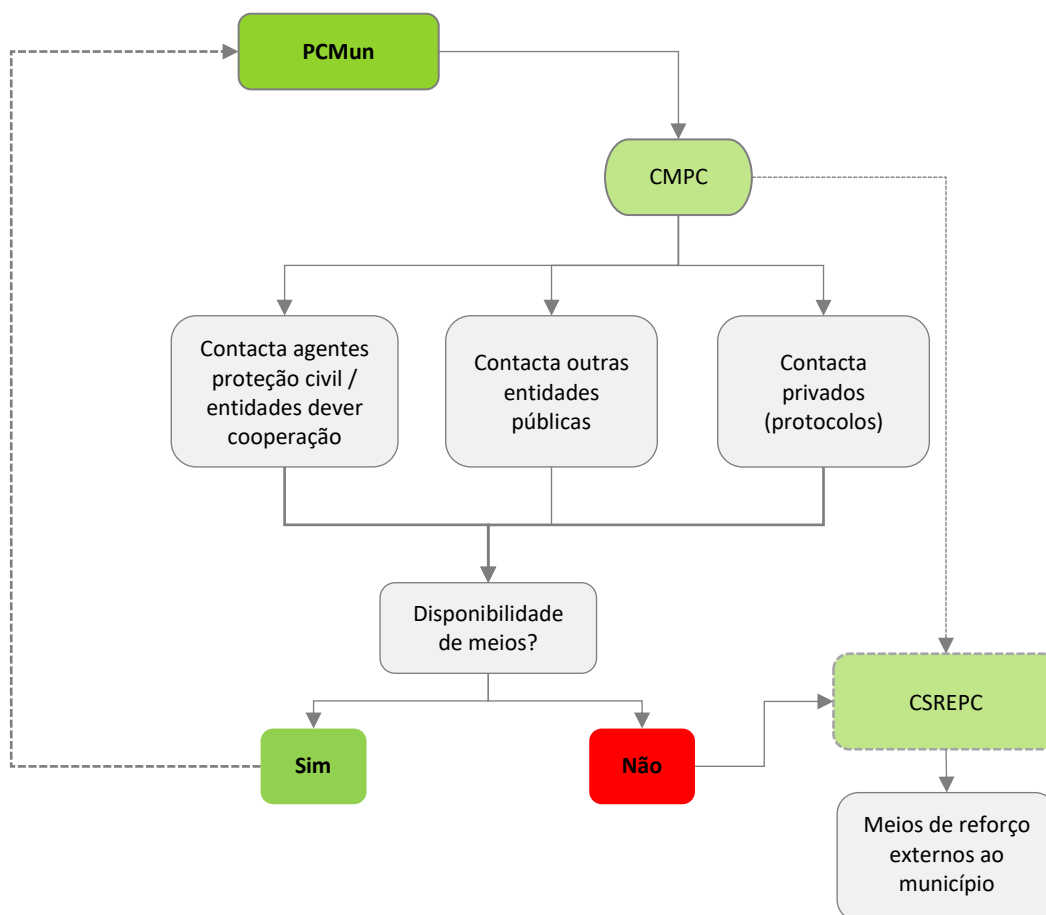 PCMun
CMPC
Contacta agentes
proteção civil /
entidades dever
cooperação
Contacta outras
entidades
públicas
Contacta
privados
(protocolos)
Disponibilidade
de meios?
Sim
Não
CSREPC
Meios de reforço
externos ao
município